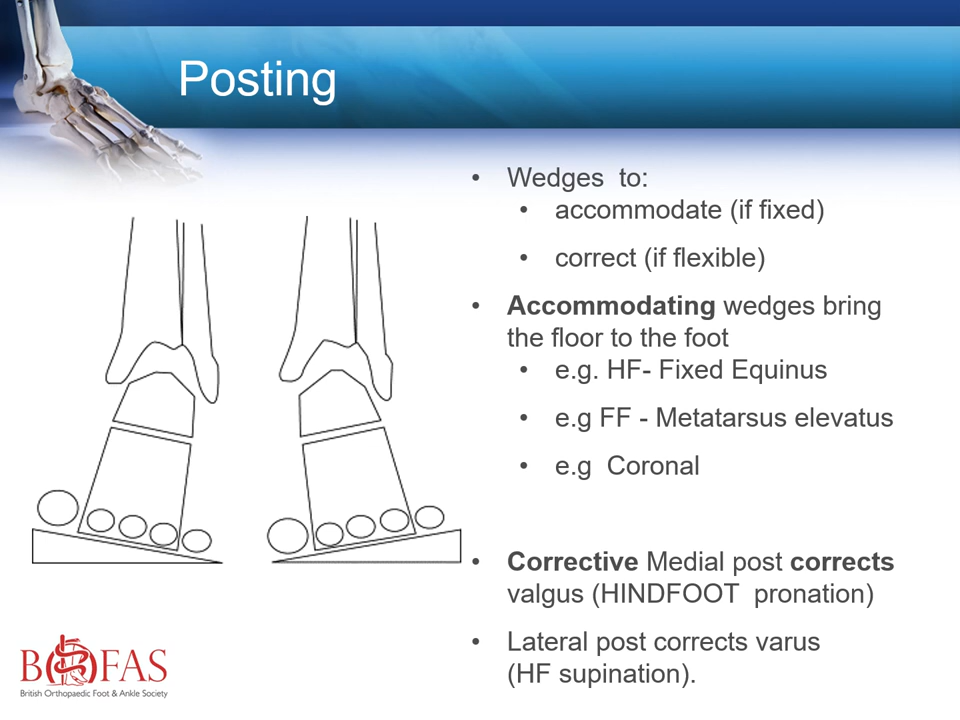 Posting
• Wedges to:
• accommodate (if fixed)
• correct (if flexible)
• Accommodating wedges bring
the floor to the foot
• e.g. HF- Fixed Equinus
• e.g FF - Metatarsus elevatus
• e.g Coronal
• Corrective Medial post corrects
valgus (HINDFOOT pronation)
• Lateral post corrects varus
(HF supination).
BOFAS
British Orthopaedic Foot & Ankle Society